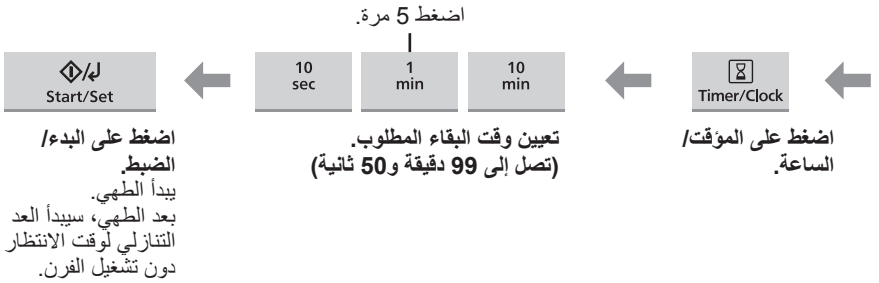 اضغط على المؤقت/
الساعة.
Timer/Clock
اضغط 5 مرة.
10
min
1
min
10
sec
تعيين وقت البقاء المطلوب.
(تصل إلى 99 دقيقة و50 ثانية)
Start/Set
اضغط على البدء/
الضبط.
يبدأ الطهي.
بعد الطهي، سيبدأ العد
التنازلي لوقت الانتظار
دون تشغيل الفرن.